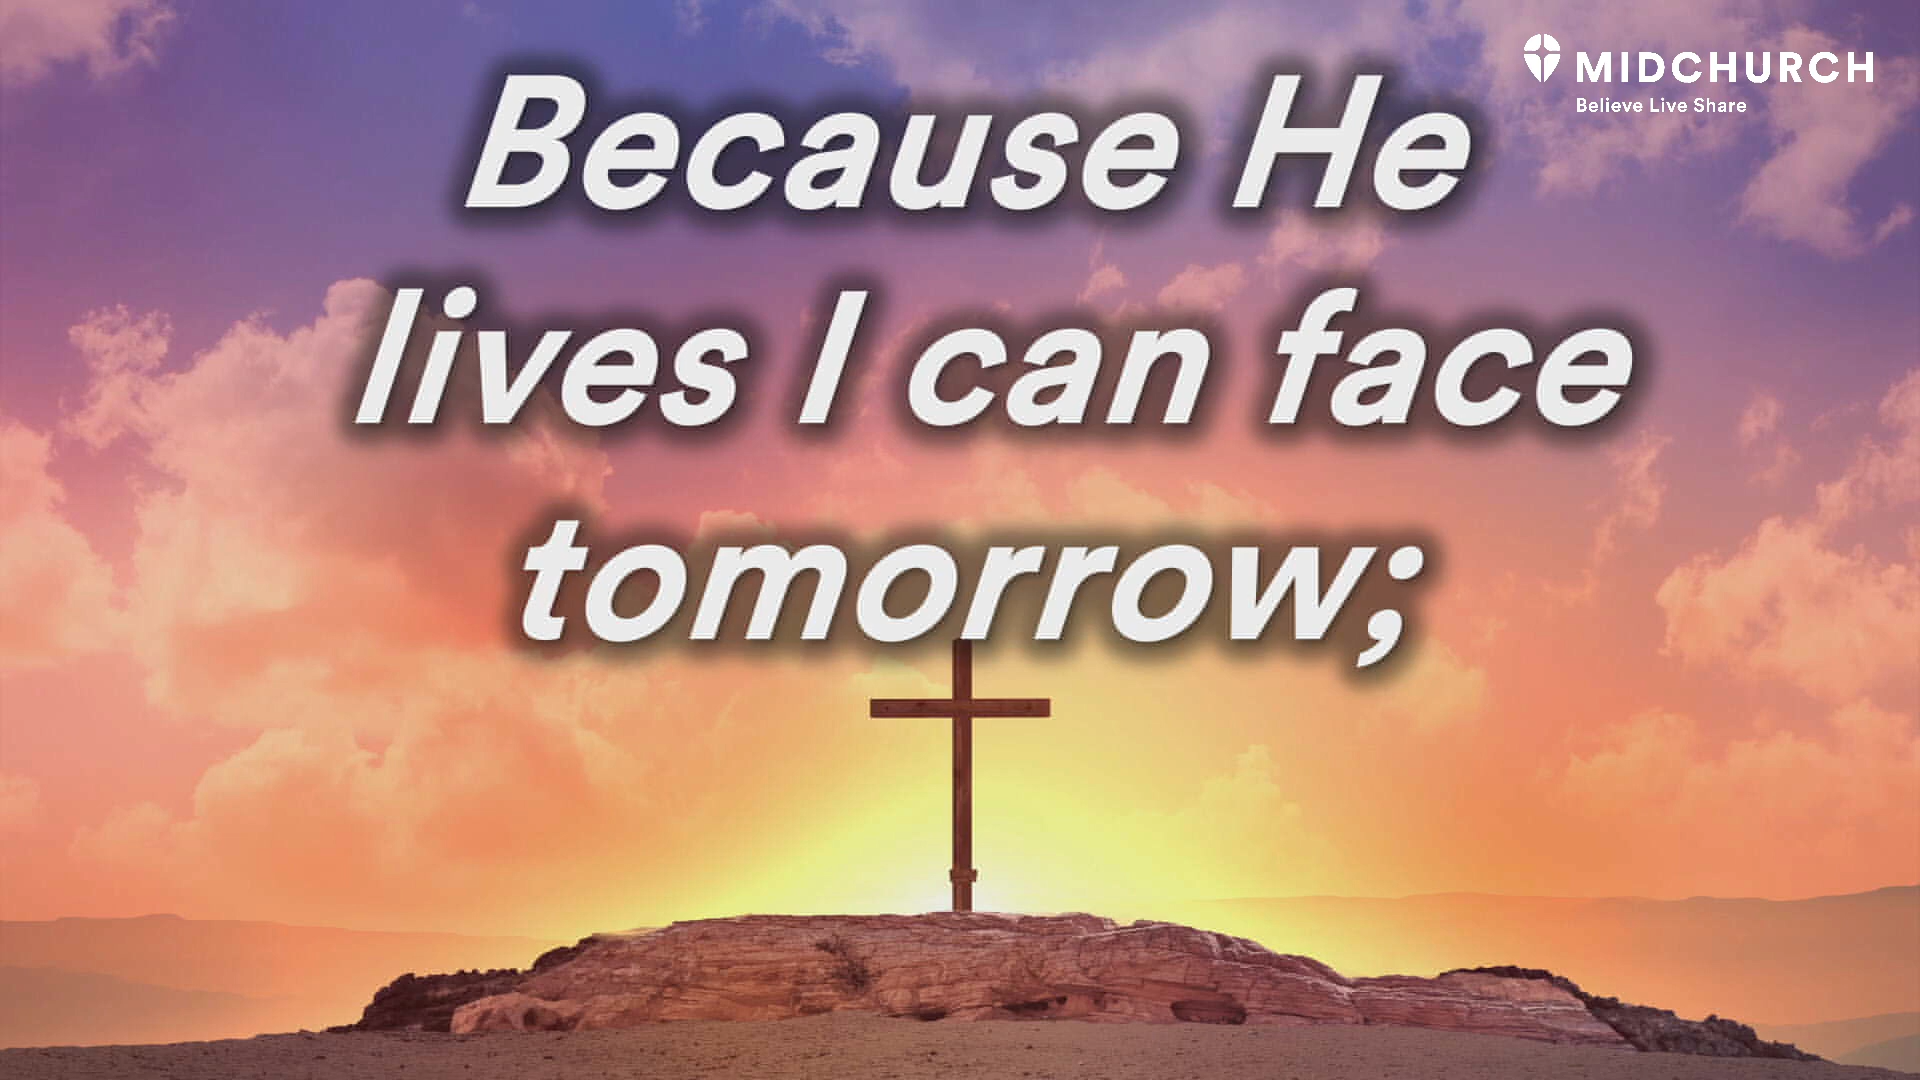 MIDCHURCH
Believe Live Share
Because He
lives I can face
tomorrow;